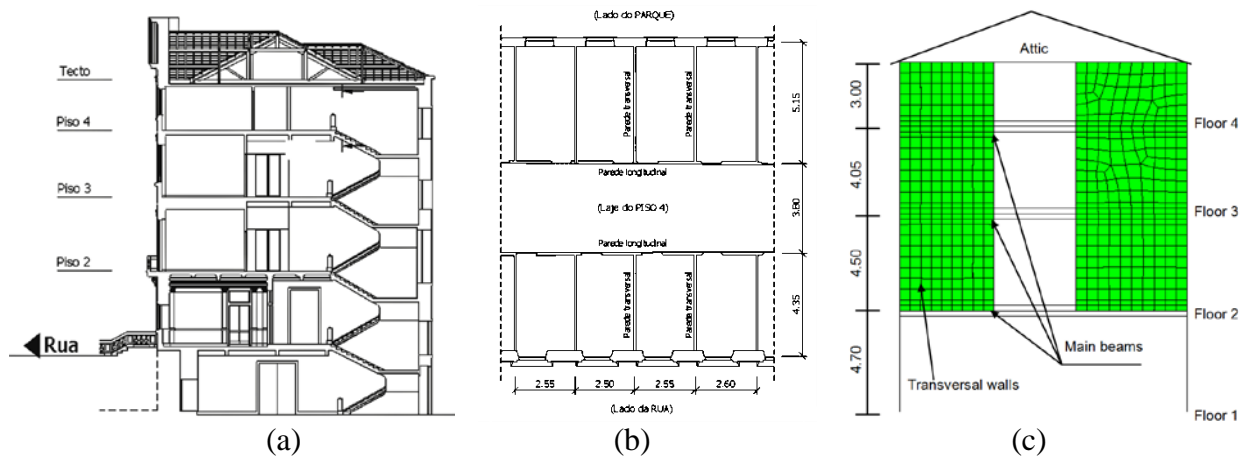 Tecto
Piso 4
Piso 3
Piso 2
Rua
(a)
(Lado do PARQUE)
Parede transversal
Parede transversal
5.15
Parede longitudinal
(Laje do PISO 4)
3.80
Parede longitudinal
Parede transversal
Parede transversal
4.35
2.55
2.50
2.55
2.60
(Lado da RUA)
(b)
Attic
3.00
Floor 4
4.05
Floor 3
4.50
Floor 2
Main beams
4.70
Transversal walls
Floor 1
(c)